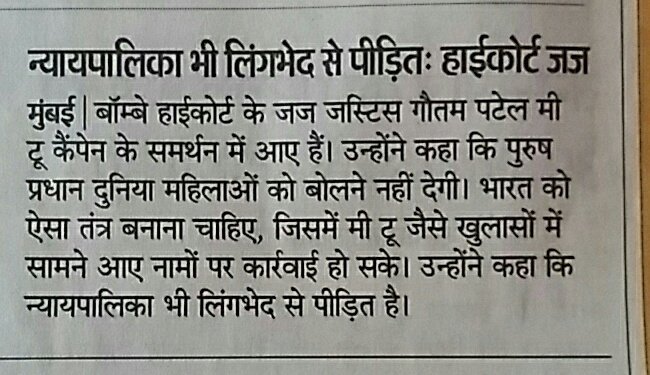 न्यायपालिका भी लिंगभेद से पीड़ितः हाईकोर्ट जज
मुंबई | बॉम्बे हाईकोर्ट के जज जस्टिस गौतम पटेल मी
टू कैंपेन के समर्थन में आए हैं। उन्होंने कहा कि पुरुष
प्रधान दुनिया महिलाओं को बोलने नहीं देगी। भारत को
ऐसा तंत्र बनाना चाहिए, जिसमें मी टू जैसे खुलासों में
सामने आए नामों पर कार्रवाई हो सके। उन्होंने कहा कि
न्यायपालिका भी लिंगभेद से पीड़ित है।